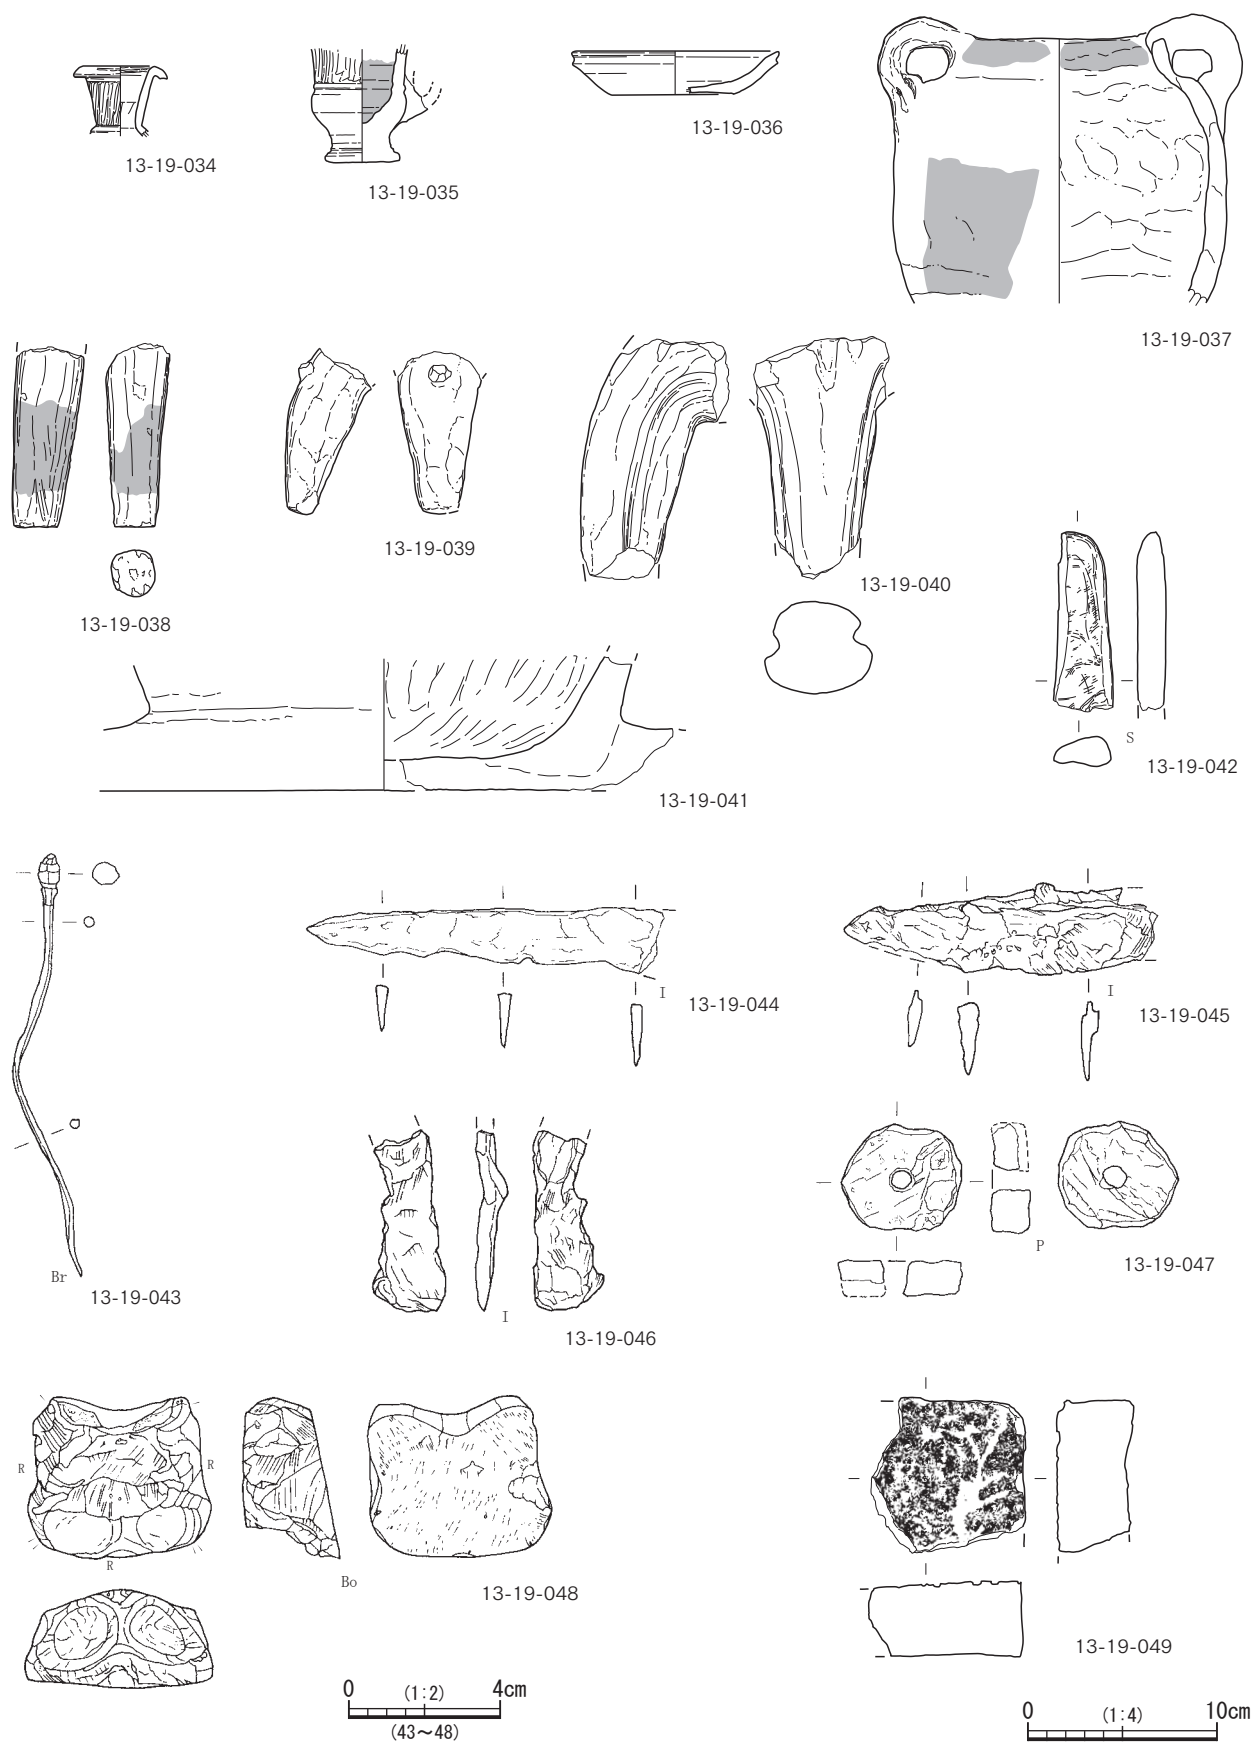 13-19-034
13-19-035
13-19-036
13-19-037
13-19-038
13-19-039
13-19-040
13-19-041
S
13-19-042
Br
13-19-043
I
13-19-044
I
13-19-045
I
13-19-046
P
13-19-047
R
R
R
Bo
13-19-048
13-19-049
0 (1:2) 4cm
(43～48)
0 (1:4) 10cm